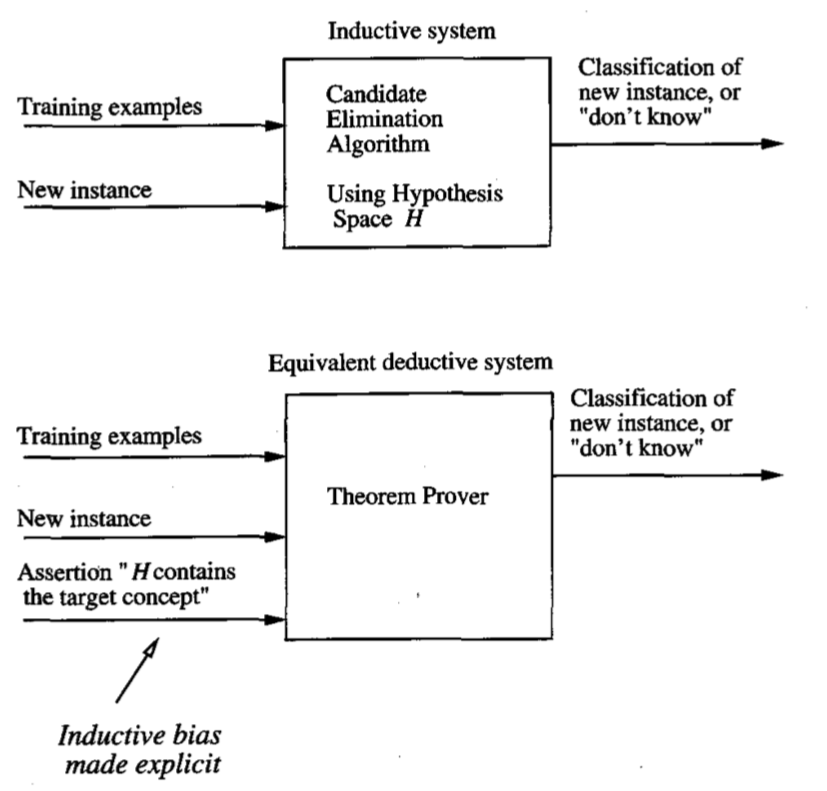 Inductive system
Training examples
New instance
Candidate
Elimination
Algorithm
Using Hypothesis
Space H
Classification of
new instance, or
"don't know"
Equivalent deductive system
Training examples
New instance
Assertion " H contains
the target concept"
Theorem Prover
Classification of
new instance, or
"don't know"
Inductive bias
made explicit